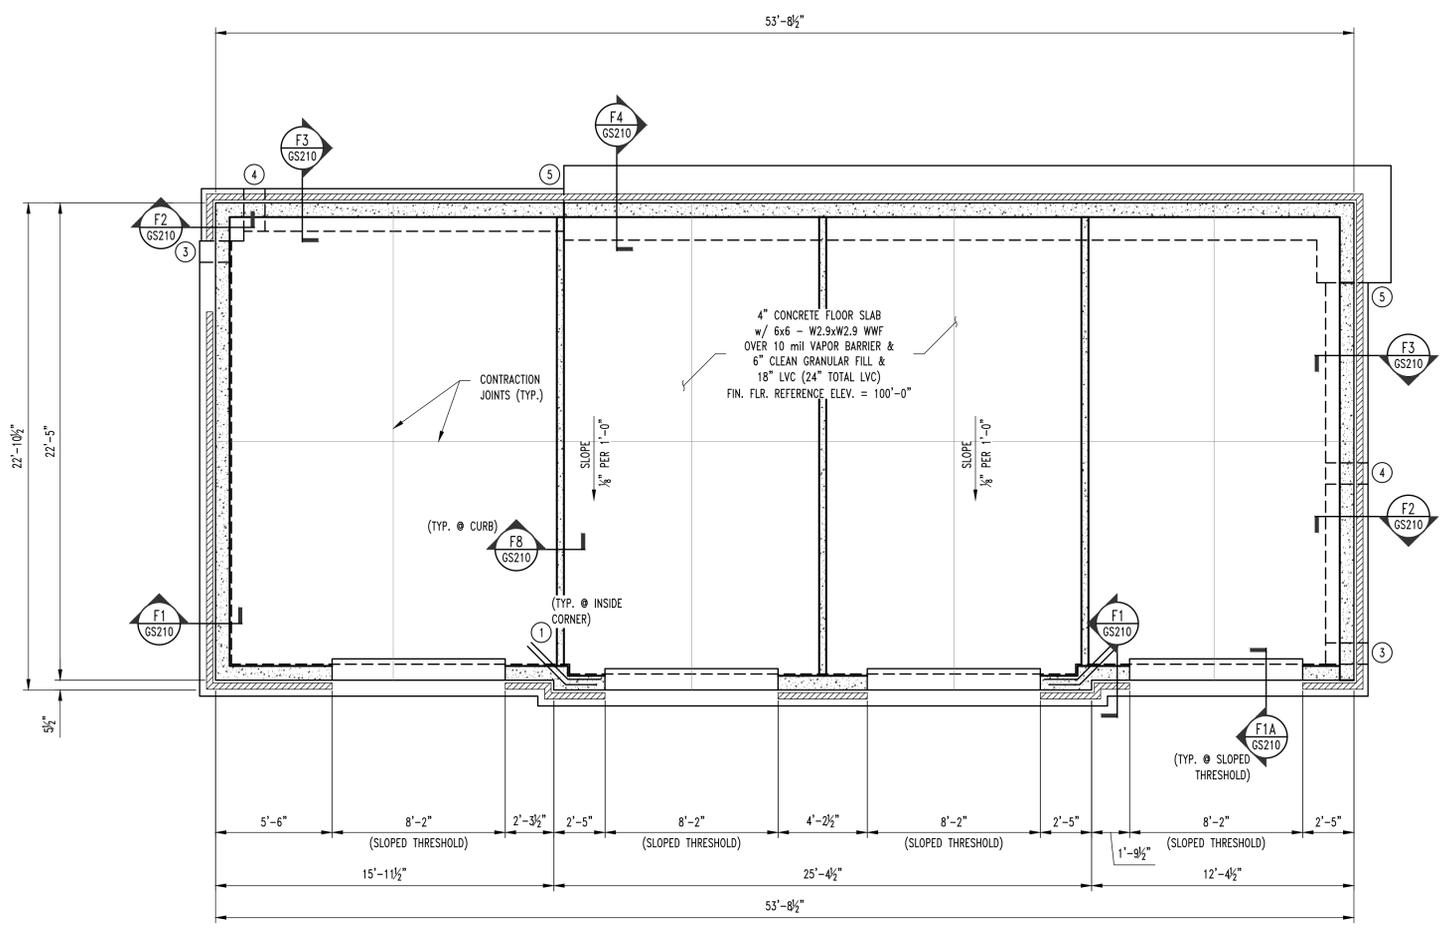 53'-8½"
F4
GS210
F3
GS210
4
5
F2
GS210
3
5
4" CONCRETE FLOOR SLAB
w/ 6x6 - W2.9xW2.9 WWF
OVER 10 mil VAPOR BARRIER &
6" CLEAN GRANULAR FILL &
18" LVC (24" TOTAL LVC)
FIN. FLR. REFERENCE ELEV. = 100'-0"
F3
GS210
CONTRACTION
JOINTS (TYP.)
22'-10½"
22'-5"
SLOPE
⅛" PER 1'-0"
SLOPE
⅛" PER 1'-0"
4
F2
GS210
(TYP. @ CURB)
F8
GS210
(TYP. @ INSIDE
CORNER)
1
F1
GS210
F1
GS210
3
5½"
F1A
GS210
(TYP. @ SLOPED
THRESHOLD)
5'-6"
8'-2"
2'-3½"
2'-5"
8'-2"
4'-2½"
8'-2"
2'-5"
8'-2"
2'-5"
(SLOPED THRESHOLD)
(SLOPED THRESHOLD)
(SLOPED THRESHOLD)
(SLOPED THRESHOLD)
1'-9½"
15'-11½"
25'-4½"
12'-4½"
53'-8½"